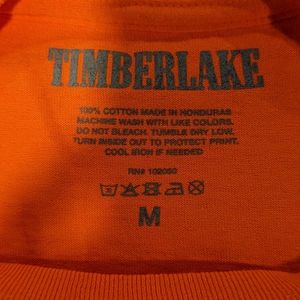 TIMBERLAKE
100% COTTON MADE IN HONDURAS
MACHINE WASH WITH LIKE COLORS.
DO NOT BLEACH. TUMBLE DRY LOW.
TURN INSIDE OUT TO PROTECT PRINT.
COOL IRON IF NEEDED
RN# 102050
M